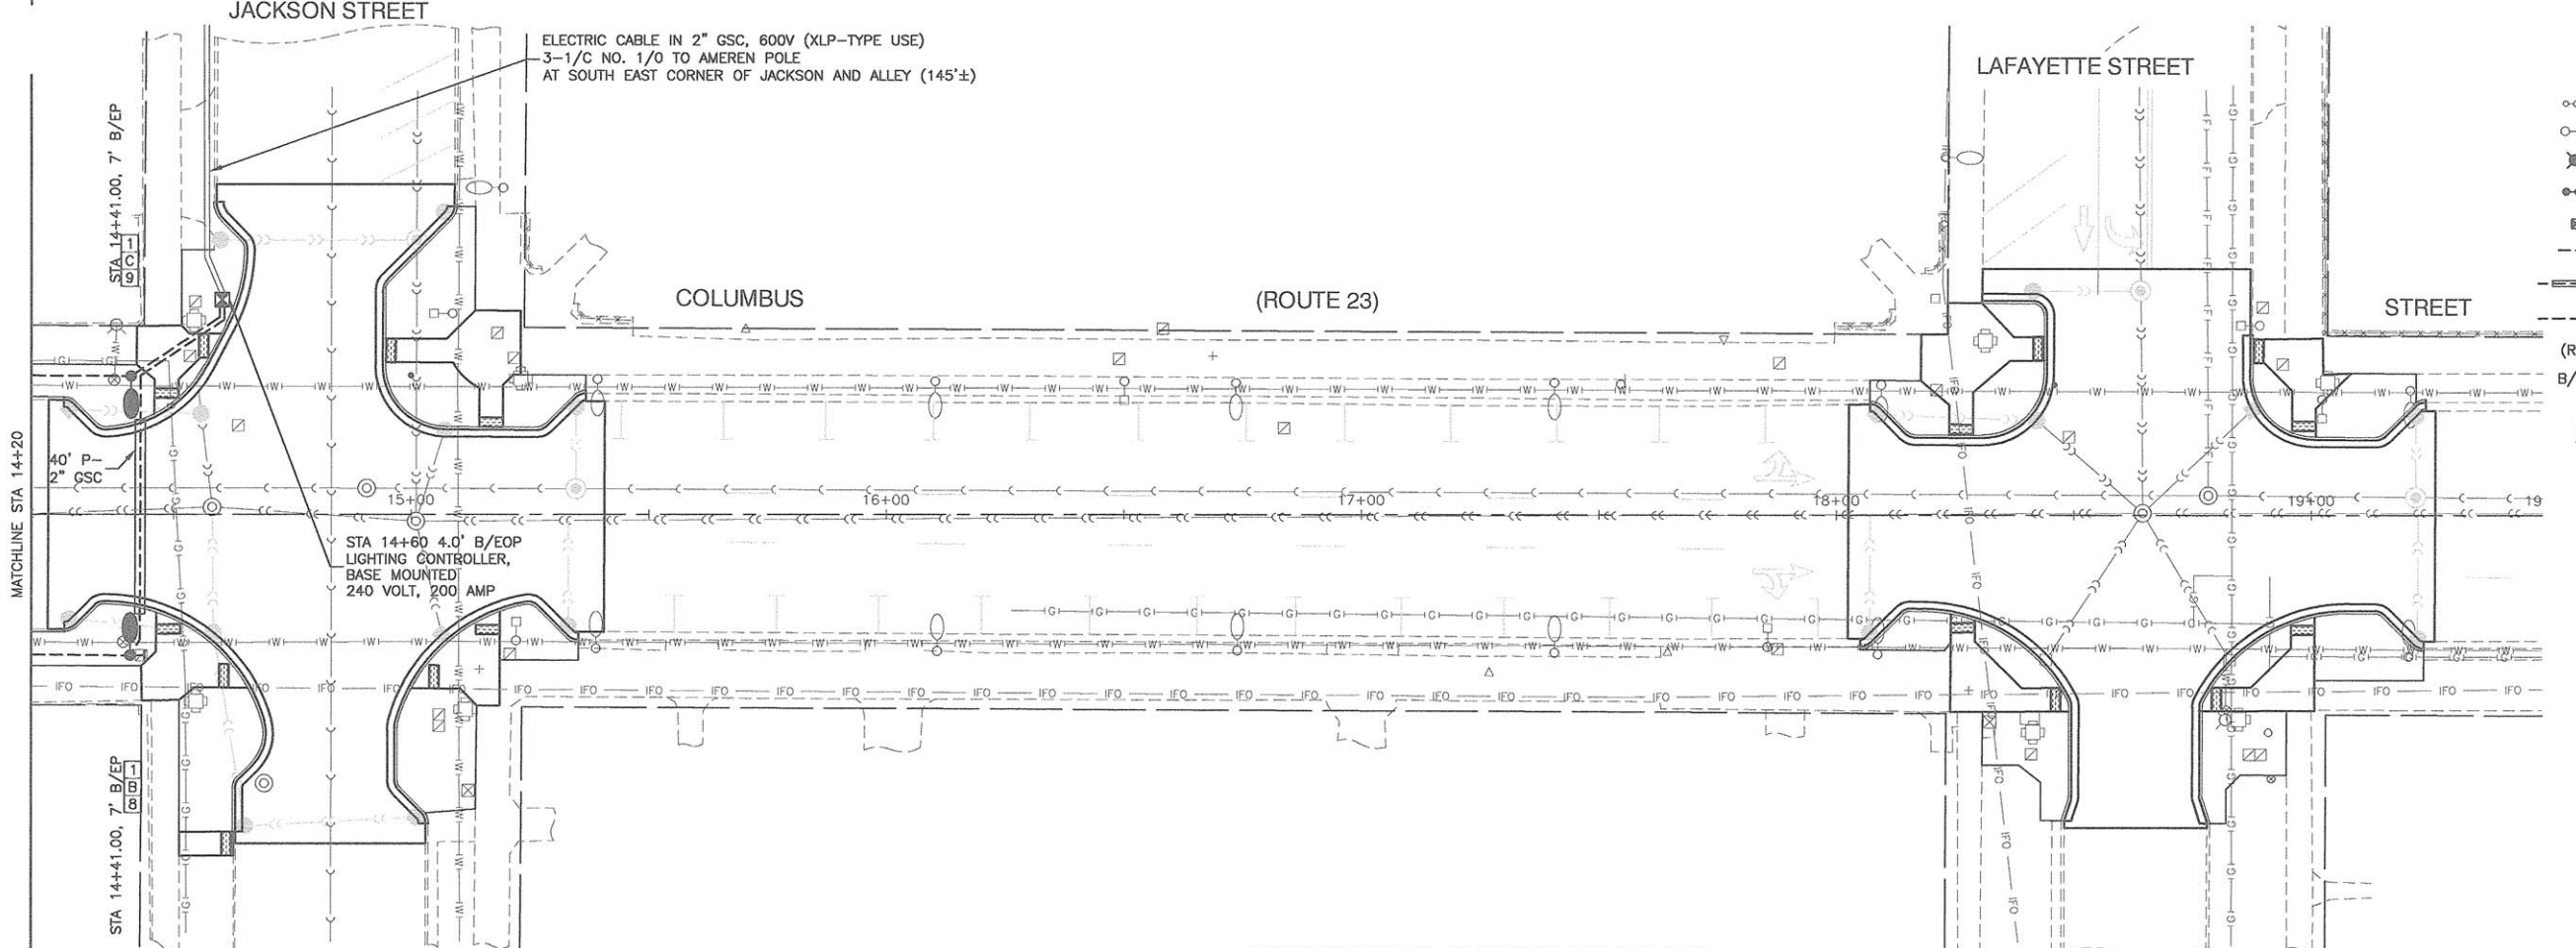 JACKSON STREET
ELECTRIC CABLE IN 2" GSC, 600V (XLP-TYPE USE)
3-1/C NO. 1/0 TO AMEREN POLE
AT SOUTH EAST CORNER OF JACKSON AND ALLEY (145'±)
LAFAYETTE STREET
STA 14+41.00, 7' B/EP
1
C
9
COLUMBUS
(ROUTE 23)
STREET
(R
B/
MATCHLINE STA 14+20
40' P-
2" GSC
15+00
16+00
17+00
18+00
19+00
19
STA 14+60 4.0' B/EOP
LIGHTING CONTROLLER,
BASE MOUNTED
240 VOLT, 200 AMP
STA 14+41.00, 7' B/EP
1
B
8